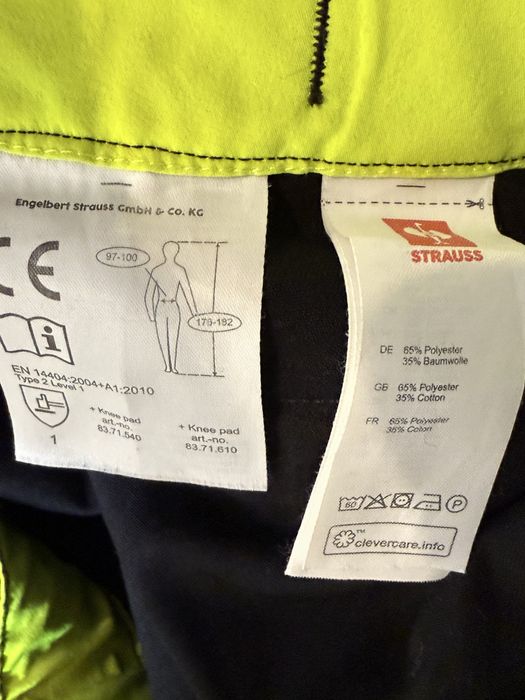 Engelbert Strauss GmbH & Co. KG
CE
97-100
176-182
i
EN 14404:2004+A1:2010
Type 2 Level 1
1
+ Knee pad
art.-no.
83.71.540
+ Knee pad
art.-no.
83.71.610
STRAUSS
DE 65% Polyester
35% Baumwolle
GB 65% Polyester
35% Cotton
FR 65% Polyester
35% Coton
60
P
™
clevercare.info